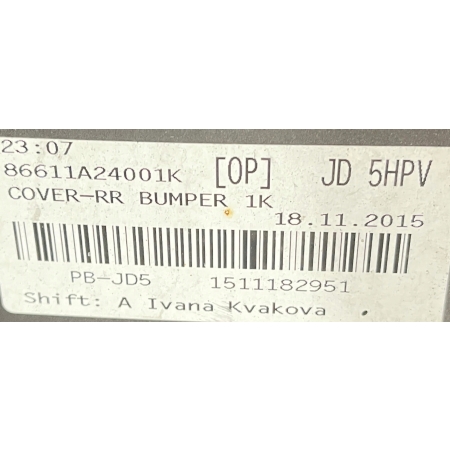 23:07
86611A24001K [OP] JD 5HPV
COVER-RR BUMPER 1K
18.11.2015
PB-JD5 1511182951
Shift: A Ivana Kvakova